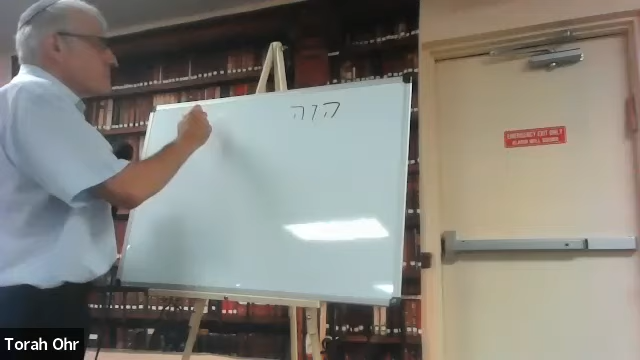 הוה
EMERGENCY EXIT ONLY
ALARM WILL SOUND
Torah Ohr